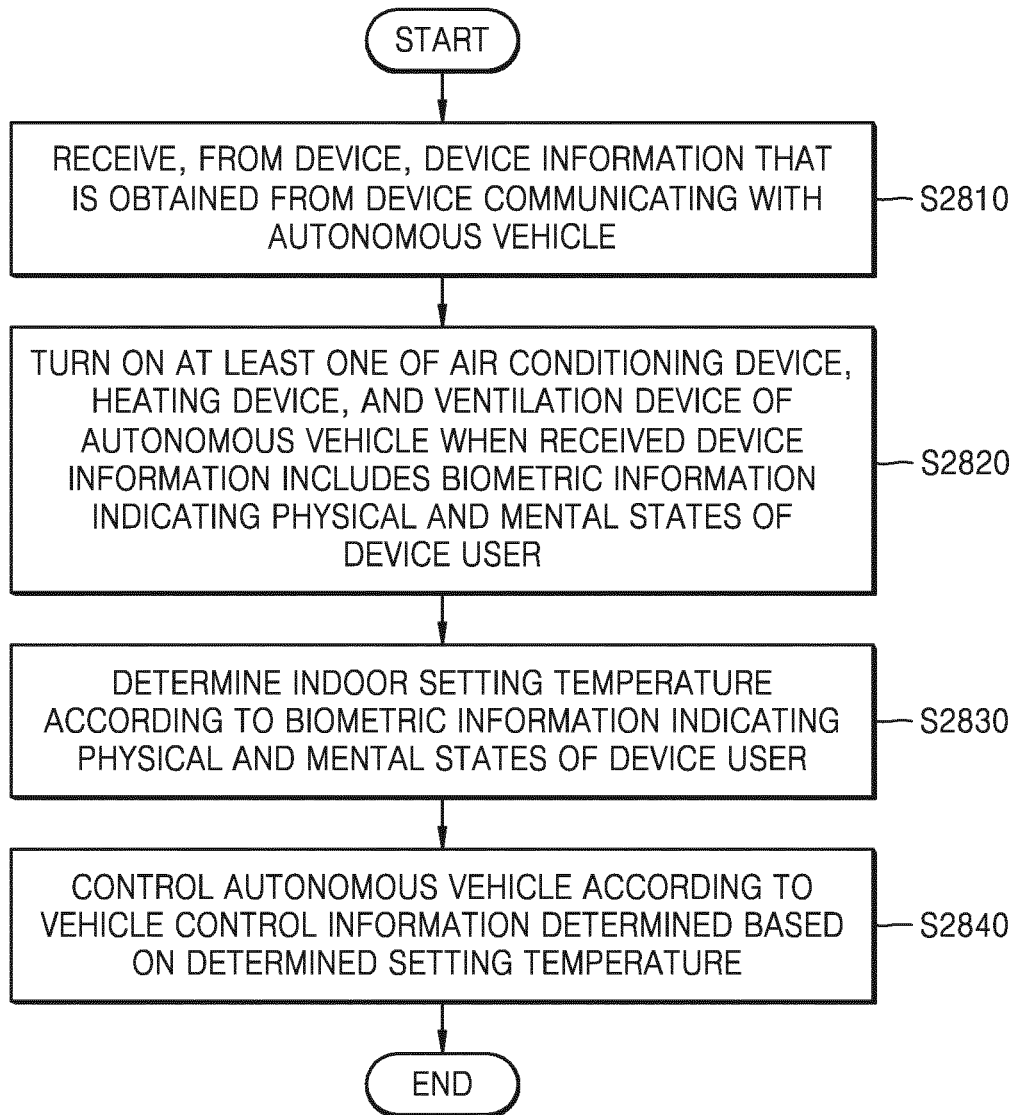 START
RECEIVE, FROM DEVICE, DEVICE INFORMATION THAT
IS OBTAINED FROM DEVICE COMMUNICATING WITH
AUTONOMOUS VEHICLE
S2810
TURN ON AT LEAST ONE OF AIR CONDITIONING DEVICE,
HEATING DEVICE, AND VENTILATION DEVICE OF
AUTONOMOUS VEHICLE WHEN RECEIVED DEVICE
INFORMATION INCLUDES BIOMETRIC INFORMATION
INDICATING PHYSICAL AND MENTAL STATES OF
DEVICE USER
S2820
DETERMINE INDOOR SETTING TEMPERATURE
ACCORDING TO BIOMETRIC INFORMATION INDICATING
PHYSICAL AND MENTAL STATES OF DEVICE USER
S2830
CONTROL AUTONOMOUS VEHICLE ACCORDING TO
VEHICLE CONTROL INFORMATION DETERMINED BASED
ON DETERMINED SETTING TEMPERATURE
S2840
END